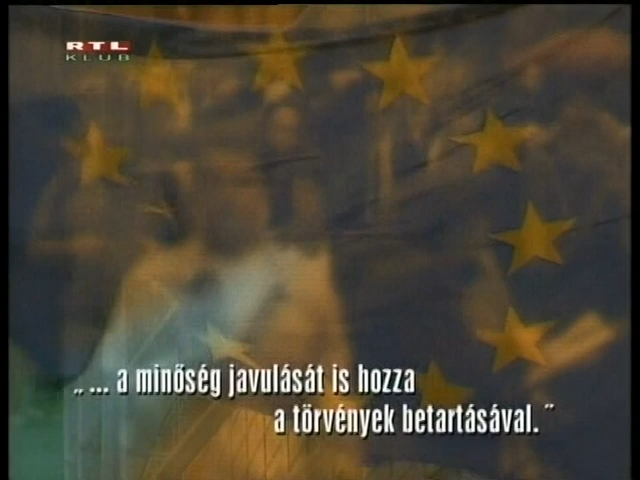 RTL
KLUB
„... a minőség javulását is hozza
a törvények betartásával.”